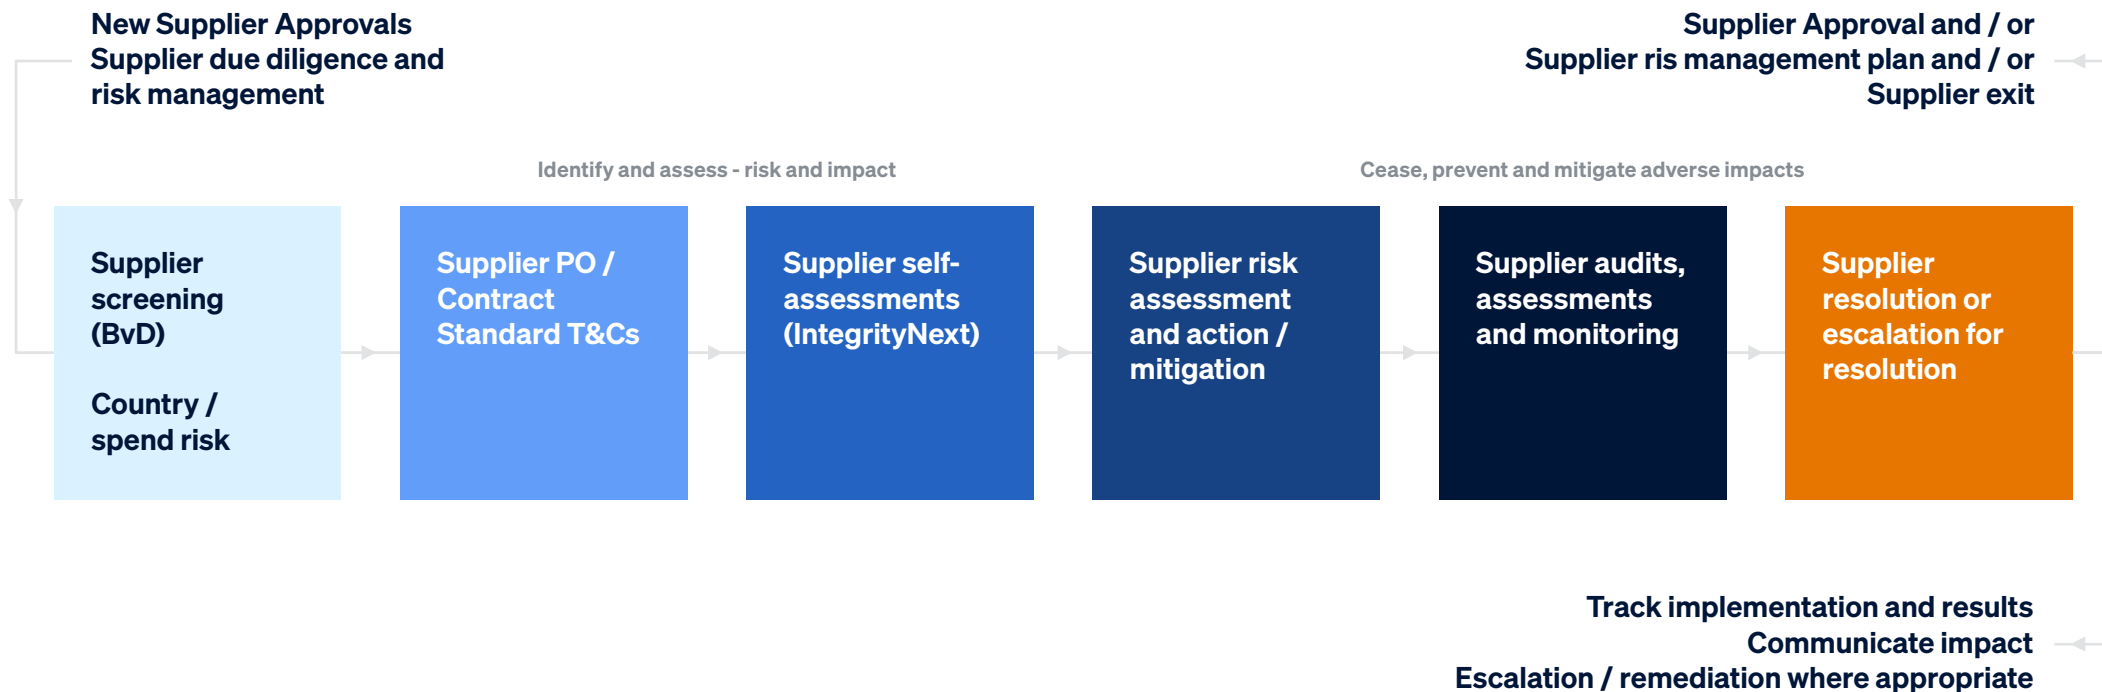 New Supplier Approvals
Supplier due diligence and
risk management
Supplier Approval and / or
Supplier ris management plan and / or
Supplier exit
Identify and assess - risk and impact
Cease, prevent and mitigate adverse impacts
Supplier
screening
(BvD)
Country /
spend risk
Supplier PO /
Contract
Standard T&Cs
Supplier self-
assessments
(IntegrityNext)
Supplier risk
assessment
and action /
mitigation
Supplier audits,
assessments
and monitoring
Supplier
resolution or
escalation for
resolution
Track implementation and results
Communicate impact
Escalation / remediation where appropriate